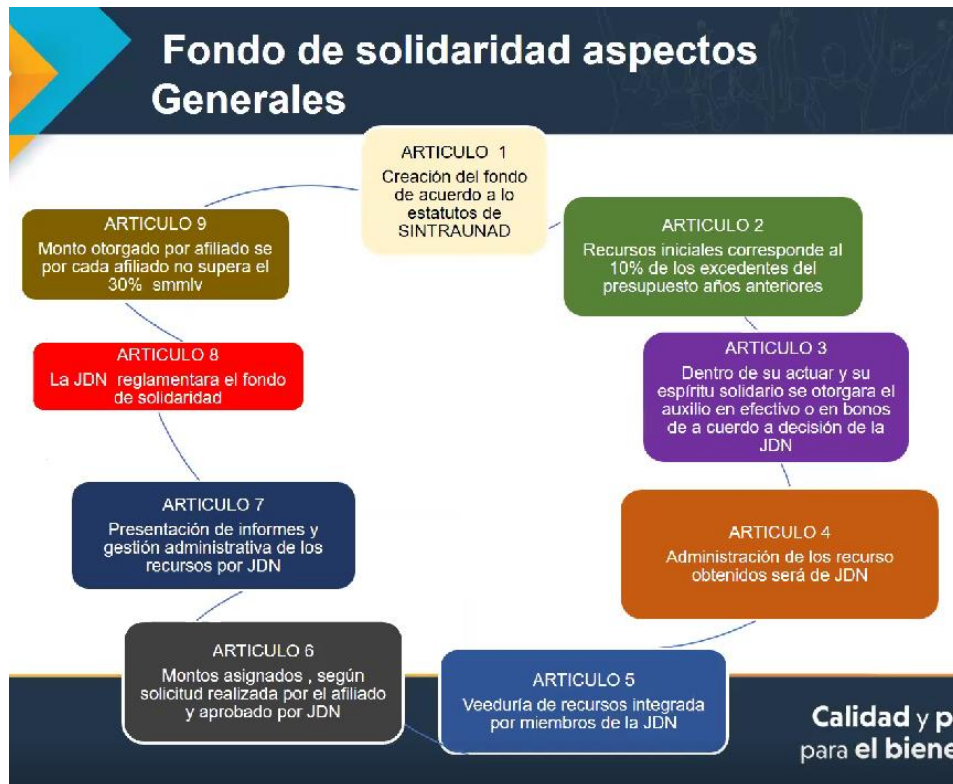 Fondo de solidaridad aspectos
Generales
ARTICULO 1
Creación del fondo
de acuerdo a lo
estatutos de
SINTRAUNAD
ARTICULO 2
Recursos iniciales corresponde al
10% de los excedentes del
presupuesto años anteriores
ARTICULO 3
Dentro de su actuar y su
espíritu solidario se otorgara el
auxilio en efectivo o en bonos
de a cuerdo a decisión de la
JDN
ARTICULO 4
Administración de los recurso
obtenidos será de JDN
ARTICULO 5
Veeduría de recursos integrada
por miembros de la JDN
ARTICULO 6
Montos asignados , según
solicitud realizada por el afiliado
y aprobado por JDN
ARTICULO 7
Presentación de informes y
gestión administrativa de los
recursos por JDN
ARTICULO 8
La JDN reglamentara el fondo
de solidaridad
ARTICULO 9
Monto otorgado por afiliado se
por cada afiliado no supera el
30% smmlv
Calidad y p
para el biene